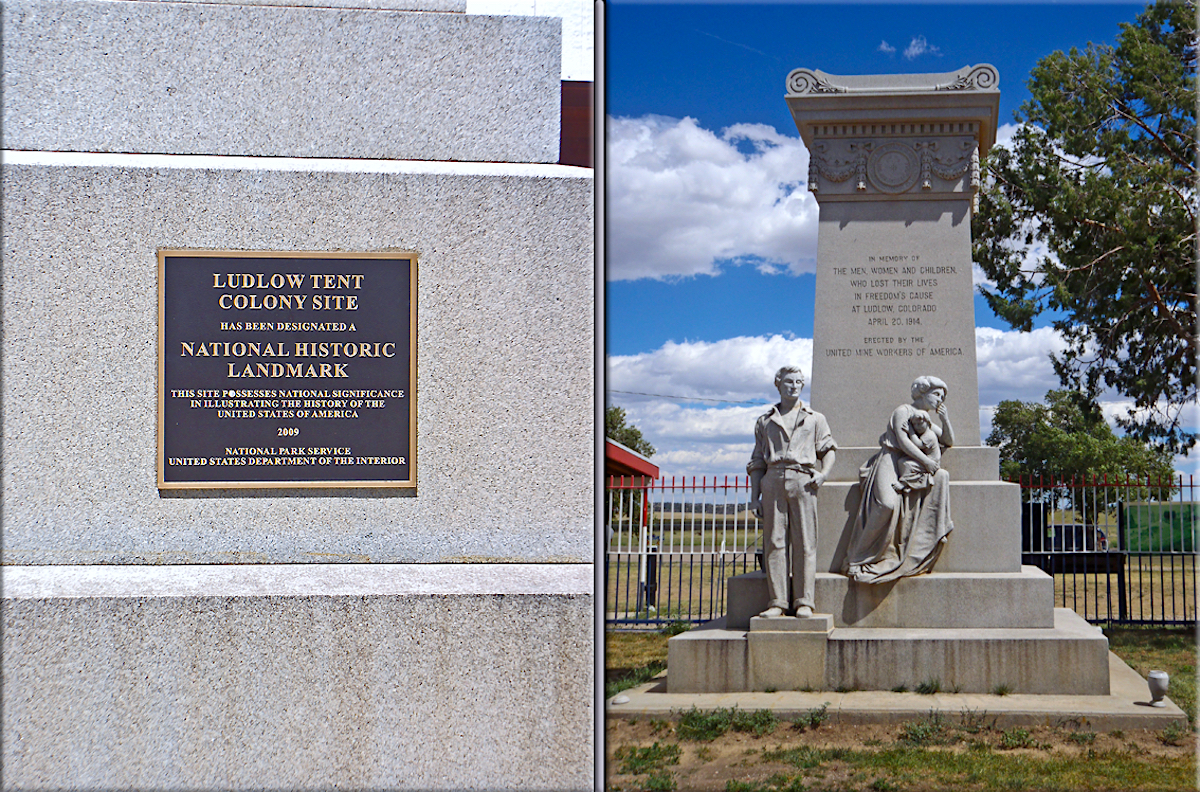 LUDLOW TENT
COLONY SITE
HAS BEEN DESIGNATED A
NATIONAL HISTORIC
LANDMARK
THIS SITE POSSESSES NATIONAL SIGNIFICANCE
IN ILLUSTRATING THE HISTORY OF THE
UNITED STATES OF AMERICA
2009
NATIONAL PARK SERVICE
UNITED STATES DEPARTMENT OF THE INTERIOR
IN MEMORY OF
THE MEN, WOMEN AND CHILDREN,
WHO LOST THEIR LIVES
IN FREEDOM'S CAUSE
AT LUDLOW, COLORADO
APRIL 20, 1914.
ERECTED BY THE
UNITED MINE WORKERS OF AMERICA.